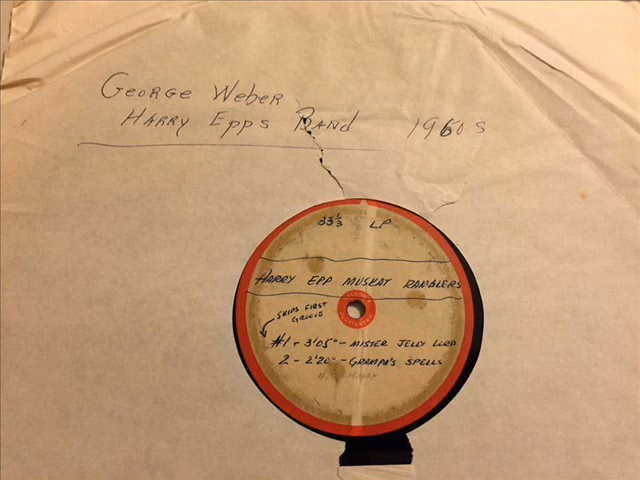 George Weber
Harry Epps Band 1960s
33⅓ LP
Harry Epp Muskat Ramblers
Skips First
Groove
#1 - 3'05" - Mister Jelly Lord
2 - 2'20" - Grampa's Spells